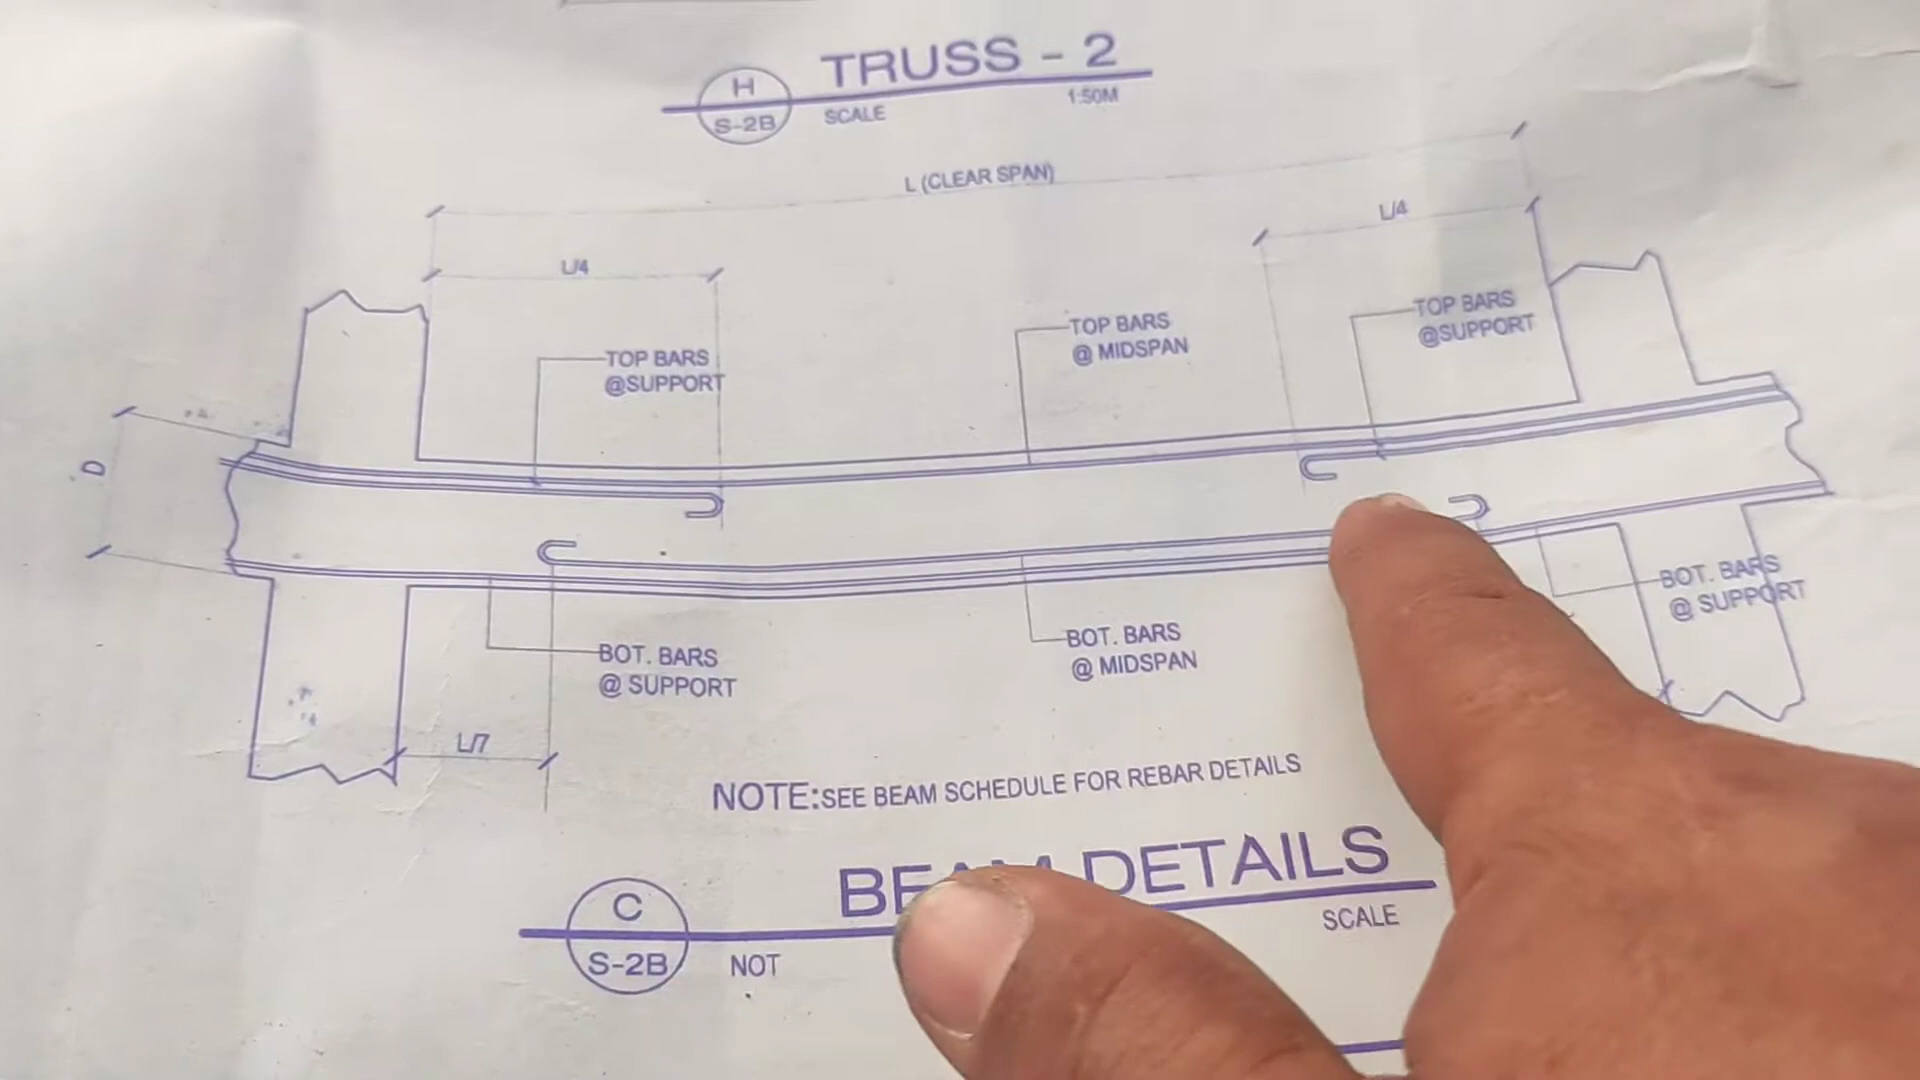 H
S-2B
TRUSS - 2
SCALE
1:50M
L (CLEAR SPAN)
L/4
L/4
TOP BARS
@SUPPORT
TOP BARS
@ MIDSPAN
TOP BARS
@SUPPORT
D
BOT. BARS
@ SUPPORT
BOT. BARS
@ MIDSPAN
BOT. BARS
@ SUPPORT
L/7
NOTE:SEE BEAM SCHEDULE FOR REBAR DETAILS
C
S-2B
BEAM DETAILS
NOT
SCALE